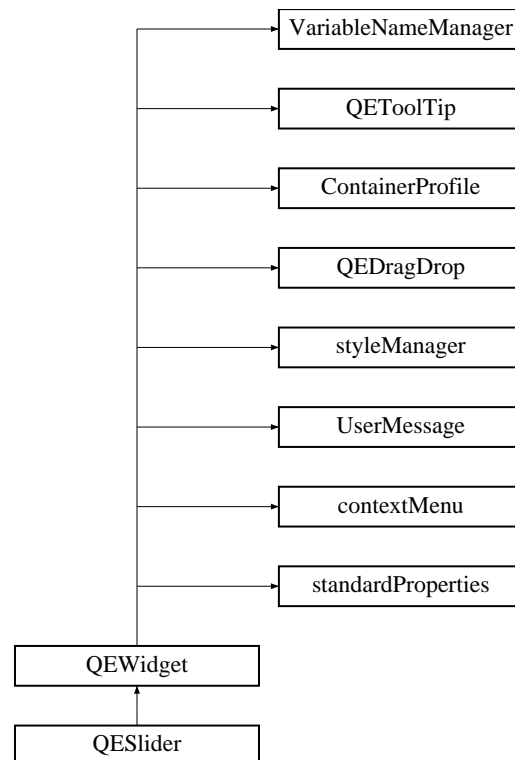 VariableNameManager
QEToolTip
ContainerProfile
QEDragDrop
styleManager
UserMessage
contextMenu
standardProperties
QEWidget
QESlider